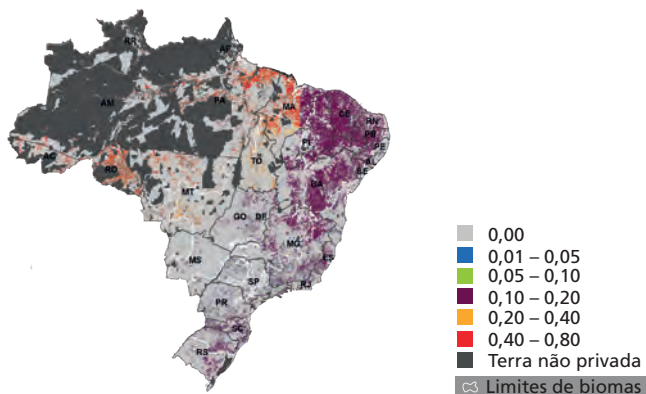 RR
AP
AM
PA
MA
CE
RN
PB
PE
AL
SE
PI
AC
RO
TO
BA
MT
GO
DF
MG
ES
MS
SP
RJ
PR
SC
RS
0,00
0,01 – 0,05
0,05 – 0,10
0,10 – 0,20
0,20 – 0,40
0,40 – 0,80
Terra não privada
Limites de biomas